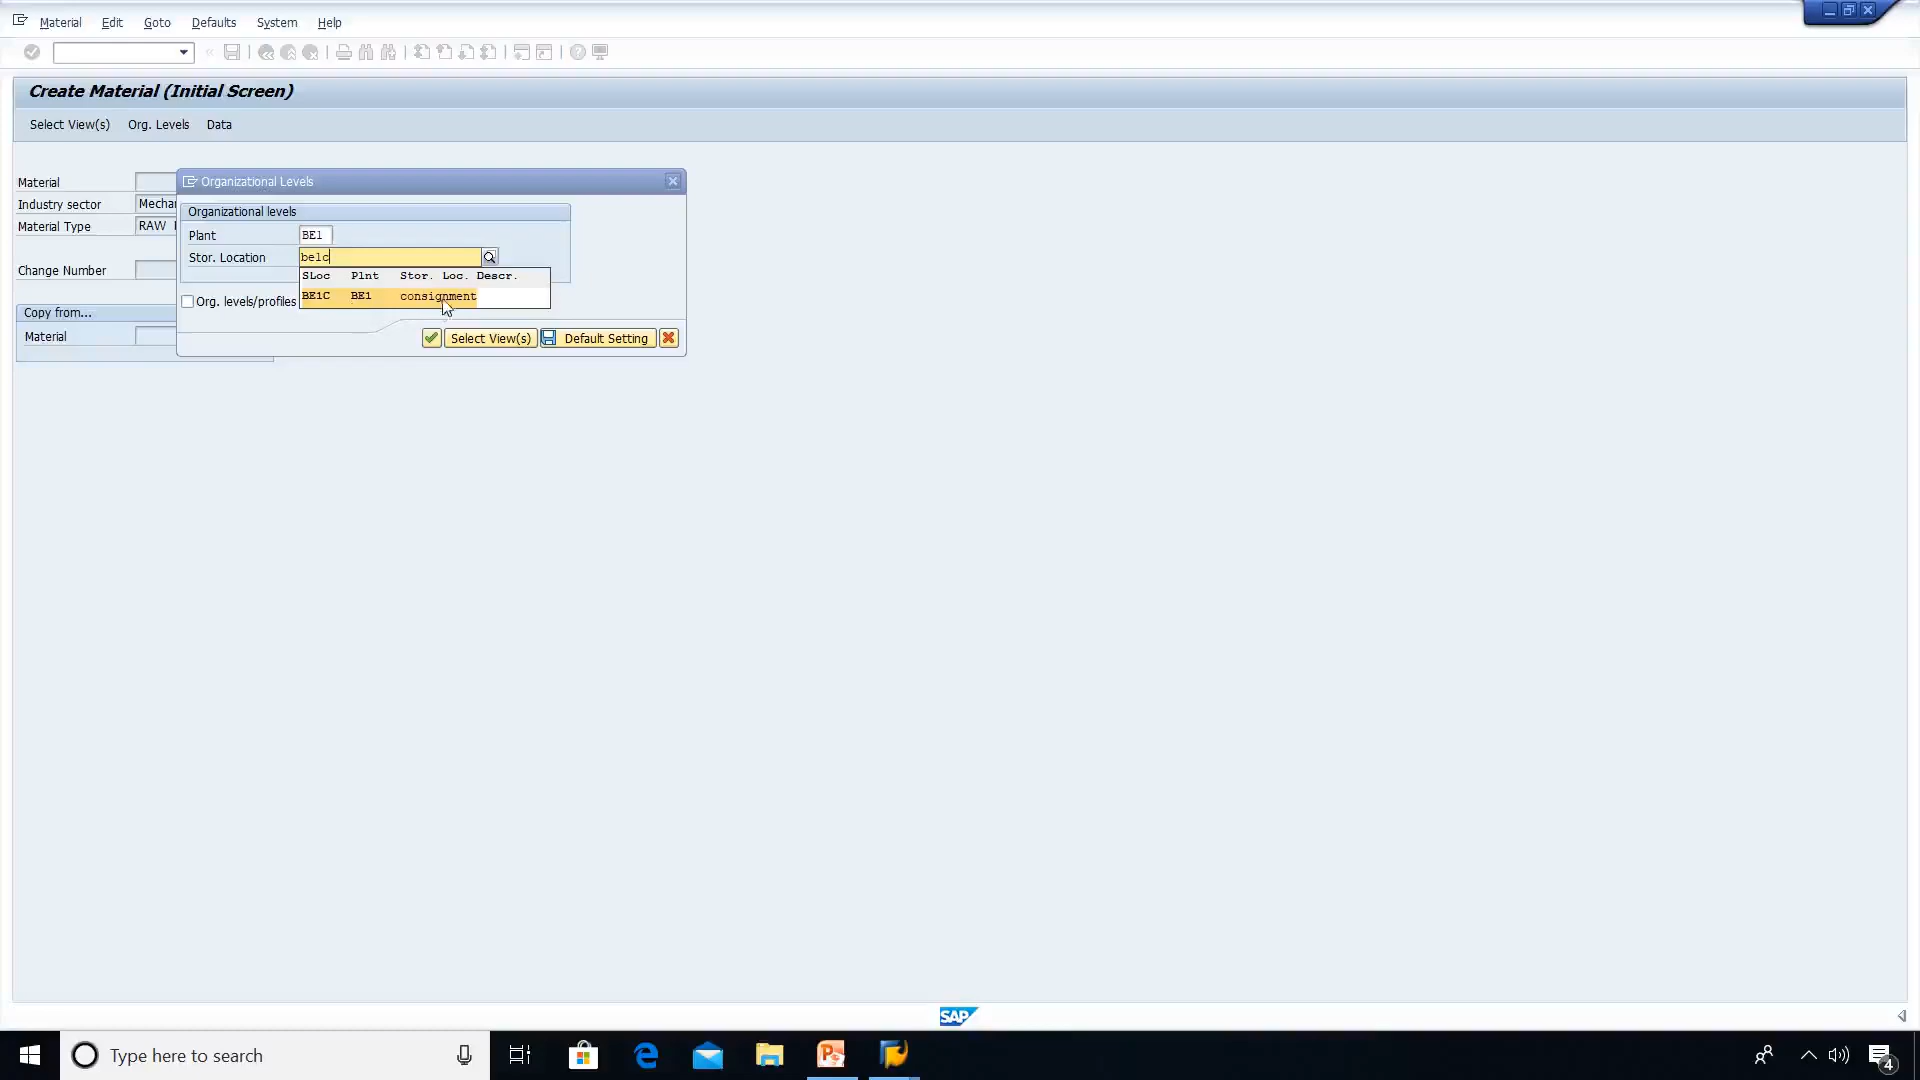 Material Edit Goto Defaults System Help
Create Material (Initial Screen)
Select View(s) Org. Levels Data
Material
Industry sector Mecha
Material Type RAW
Change Number
Copy from...
Material
Organizational Levels
Organizational levels
Plant BE1
Stor. Location be1c
SLoc Plnt Stor. Loc. Descr.
BE1C BE1 consignment
Org. levels/profiles
Select View(s) Default Setting
SAP
Type here to search
4